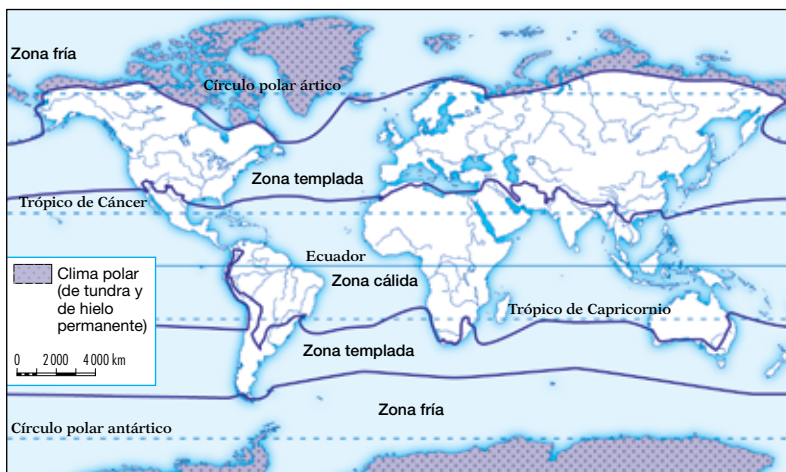 Zona fría
Círculo polar ártico
Zona templada
Trópico de Cáncer
Ecuador
Zona cálida
Clima polar
(de tundra y
de hielo
permanente)
0 2 000 4 000 km
Trópico de Capricornio
Zona templada
Zona fría
Círculo polar antártico